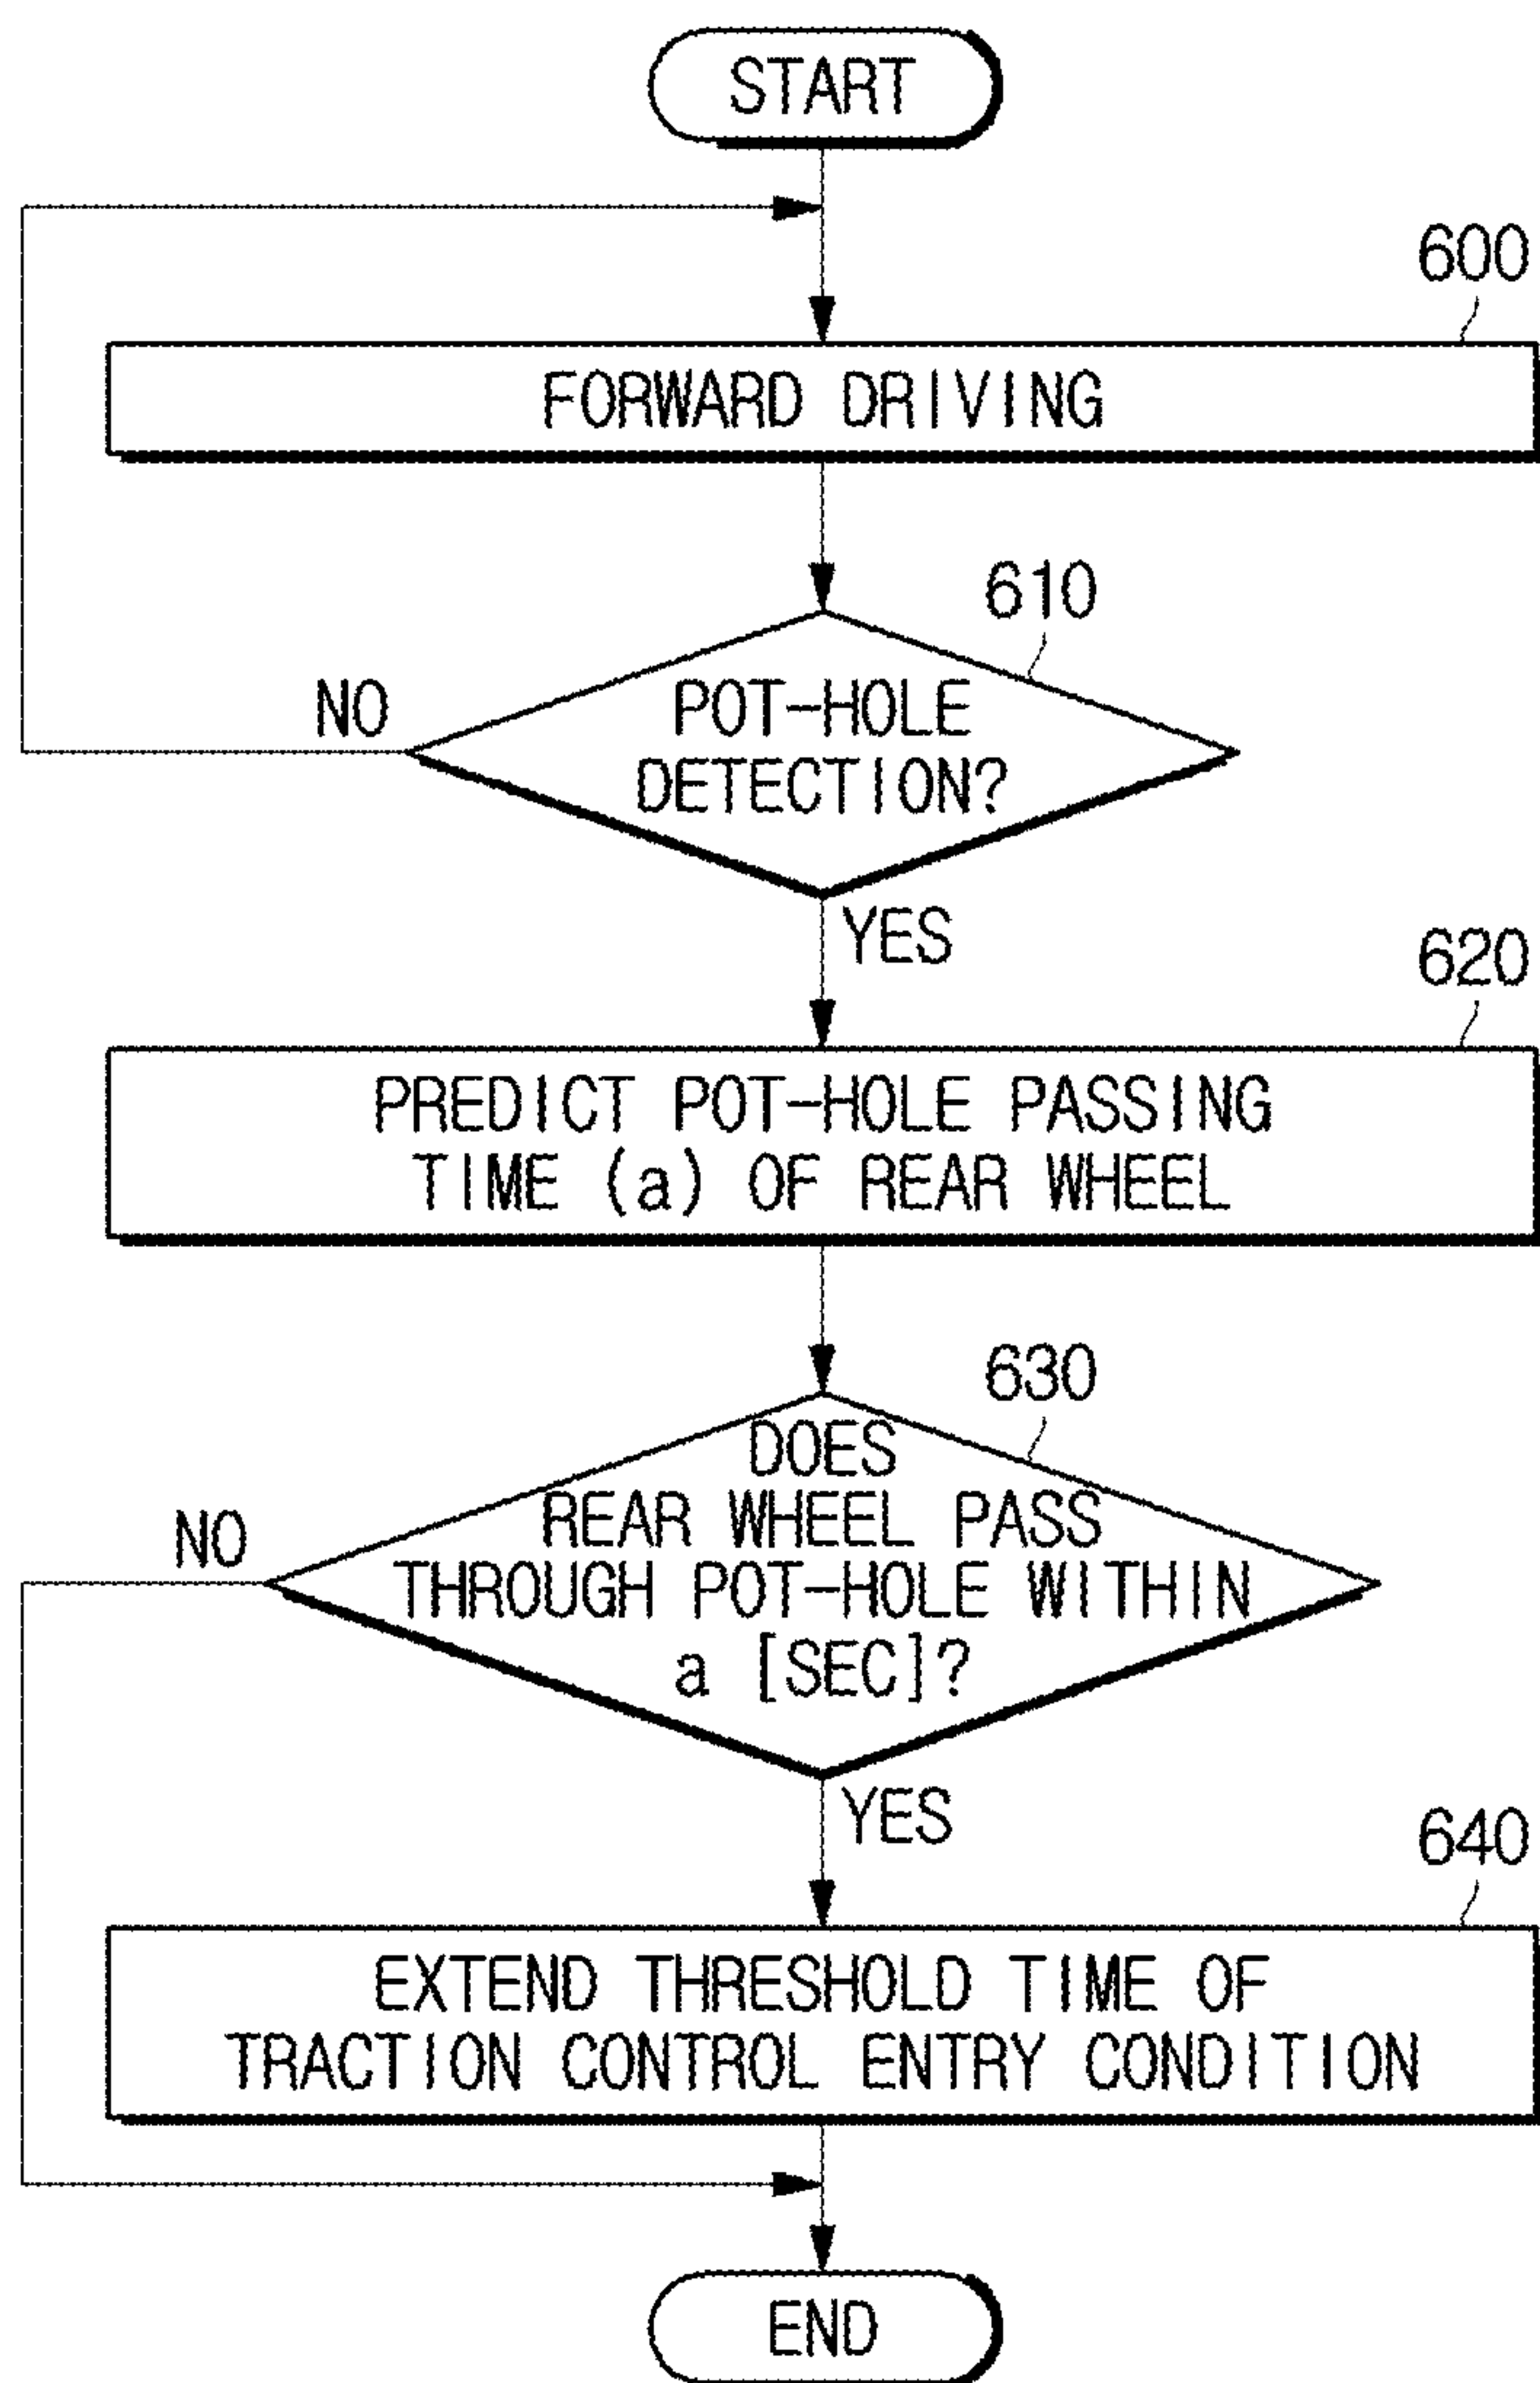 START
600
FORWARD DRIVING
610
NO
POT-HOLE
DETECTION?
YES
620
PREDICT POT-HOLE PASSING
TIME (a) OF REAR WHEEL
630
DOES
NO
REAR WHEEL PASS
THROUGH POT-HOLE WITHIN
a [SEC]?
YES
640
EXTEND THRESHOLD TIME OF
TRACTION CONTROL ENTRY CONDITION
END